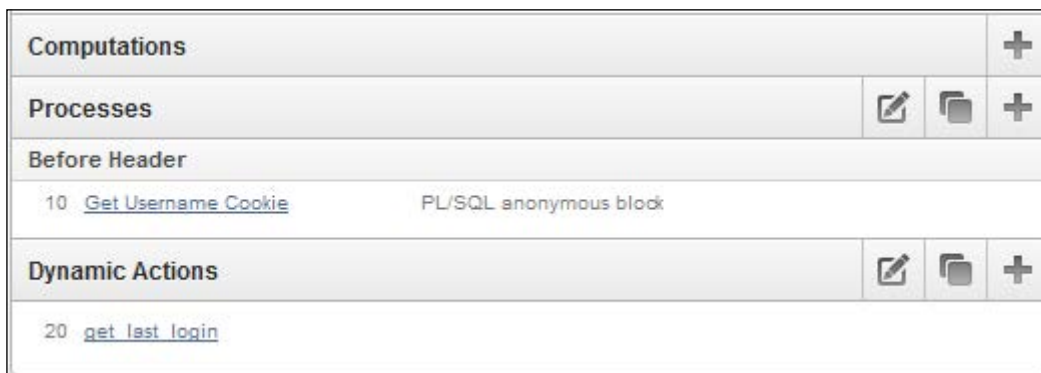 Computations
Processes
Before Header
10 Get Username Cookie PL/SQL anonymous block
Dynamic Actions
20 get_last_login